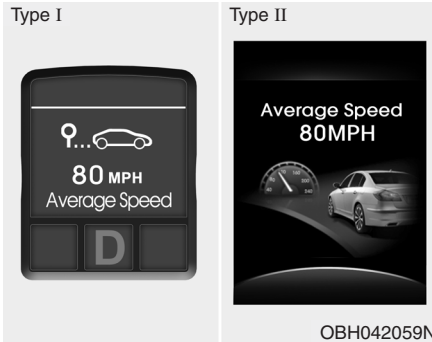 Type I
Type II
80 MPH
Average Speed
D
Average Speed
80MPH
OBH042059N